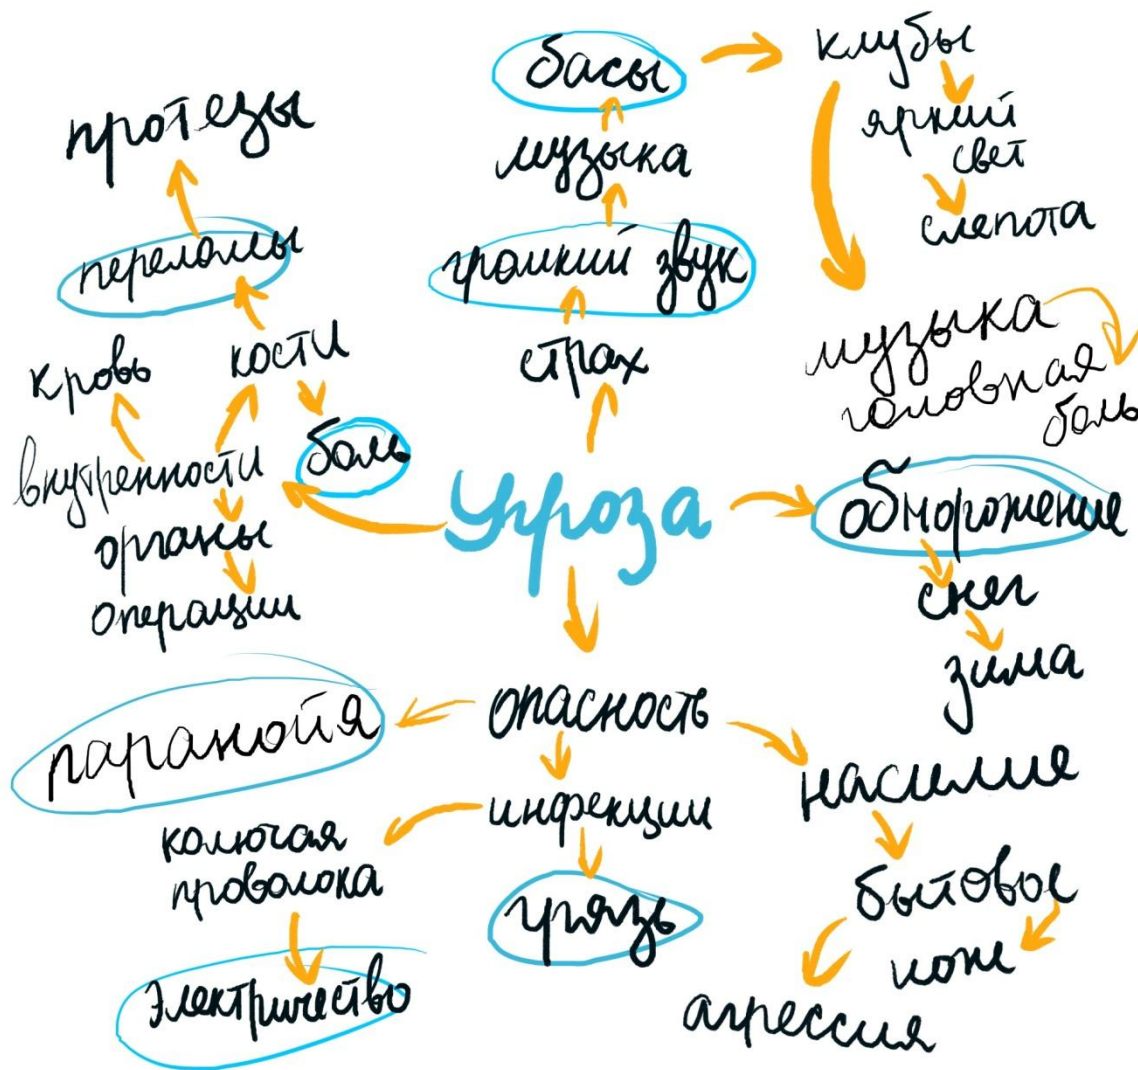 басы
клубы
яркий
свет
слепота
протезы
музыка
переломы
громкий звук
кровь
кости
страх
музыка
головная
боль
внутренности
боль
Угроза
обморожение
органы
операции
снег
зима
паранойя
опасность
насилие
инфекции
колючая
проволока
бытовое
грязь
нож
электричество
агрессия